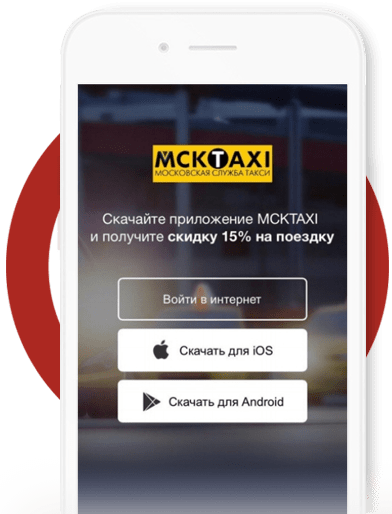 МСКТАXI
МОСКОВСКАЯ СЛУЖБА ТАКСИ
Скачайте приложение МСКТAXI
и получите скидку 15% на поездку
Войти в интернет
Скачать для iOS
Скачать для Android